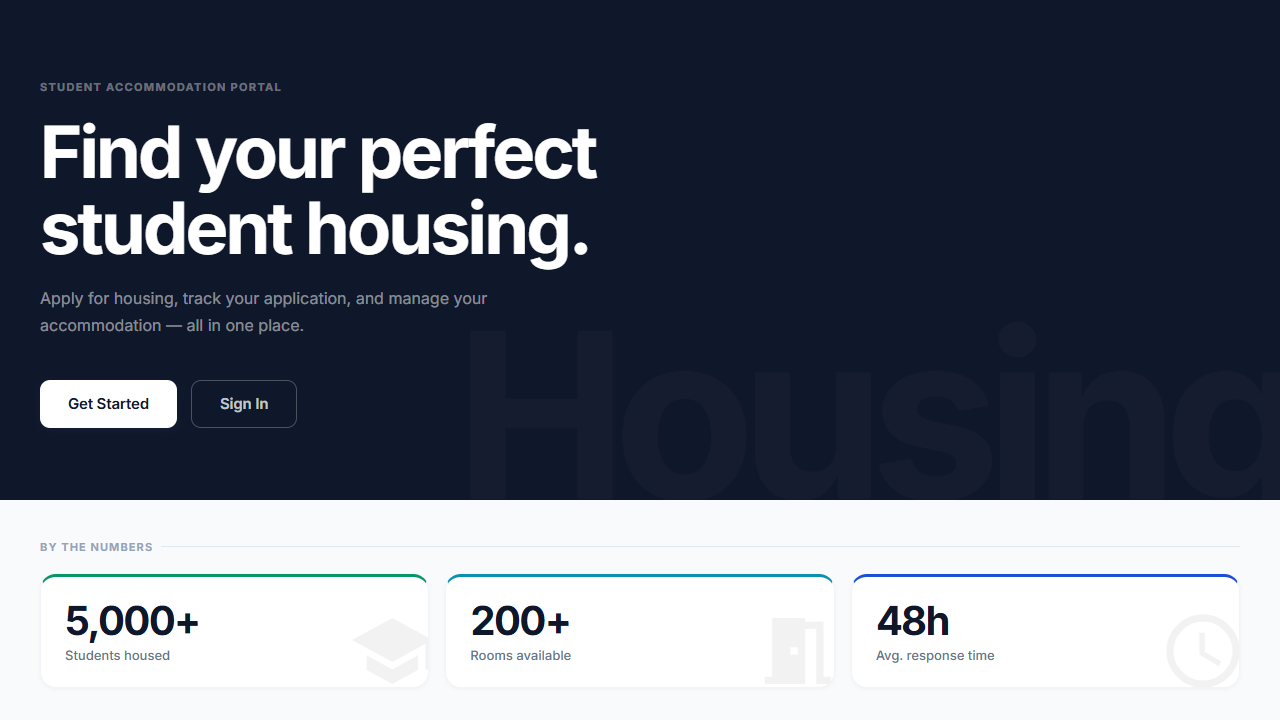 STUDENT ACCOMMODATION PORTAL
Find your perfect
student housing.
Apply for housing, track your application, and manage your
accommodation — all in one place.
Housing
Get Started
Sign In
BY THE NUMBERS
5,000+
Students housed
200+
Rooms available
48h
Avg. response time